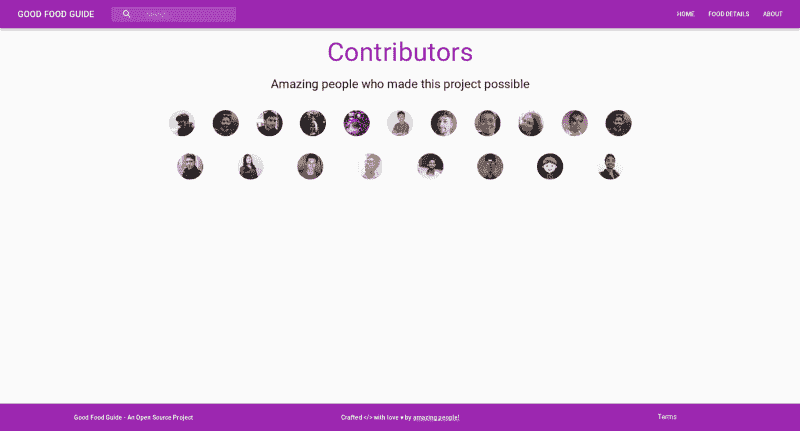 GOOD FOOD GUIDE
HOME FOOD DETAILS ABOUT
Contributors
Amazing people who made this project possible
Good Food Guide - An Open Source Project
Crafted </> with love ♥ by amazing people!
Terms